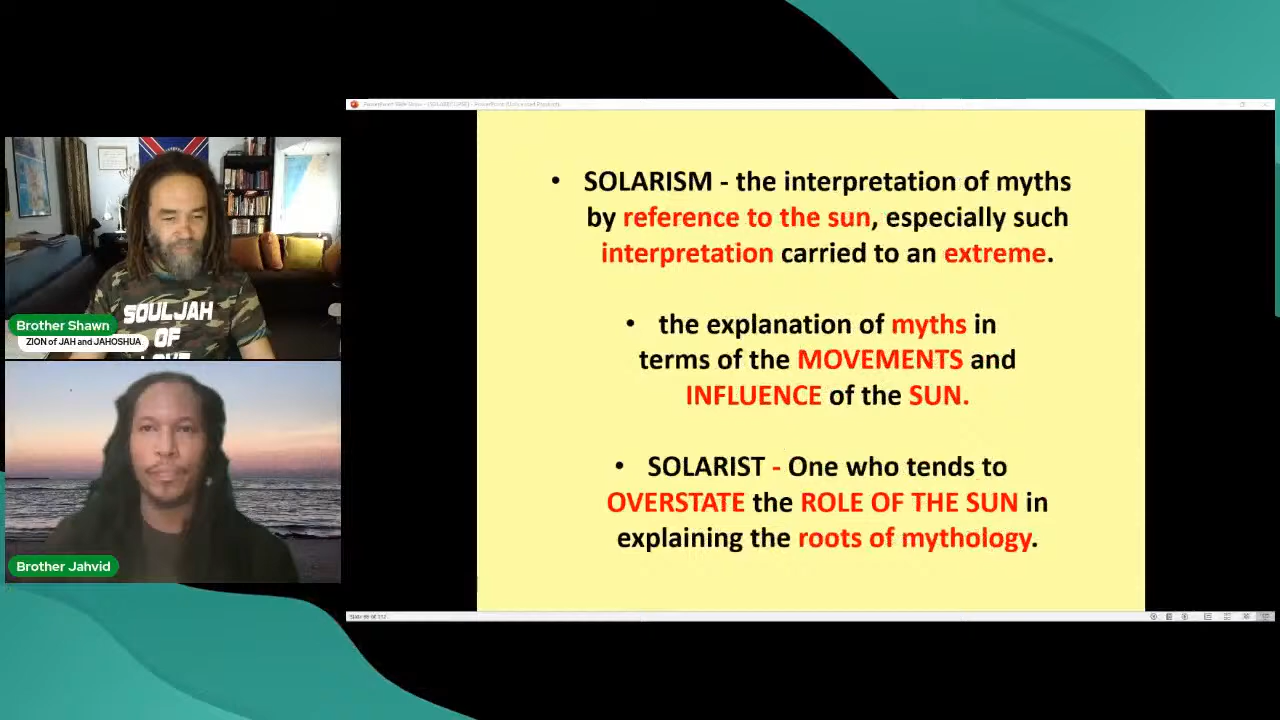 SOLARISM - the interpretation of myths
by reference to the sun, especially such
interpretation carried to an extreme.
the explanation of myths in
terms of the MOVEMENTS and
INFLUENCE of the SUN.
SOLARIST - One who tends to
OVERSTATE the ROLE OF THE SUN in
explaining the roots of mythology.
SOULJAH
OF
Brother Shawn
ZION of JAH and JAHOSHUA
Brother Jahvid